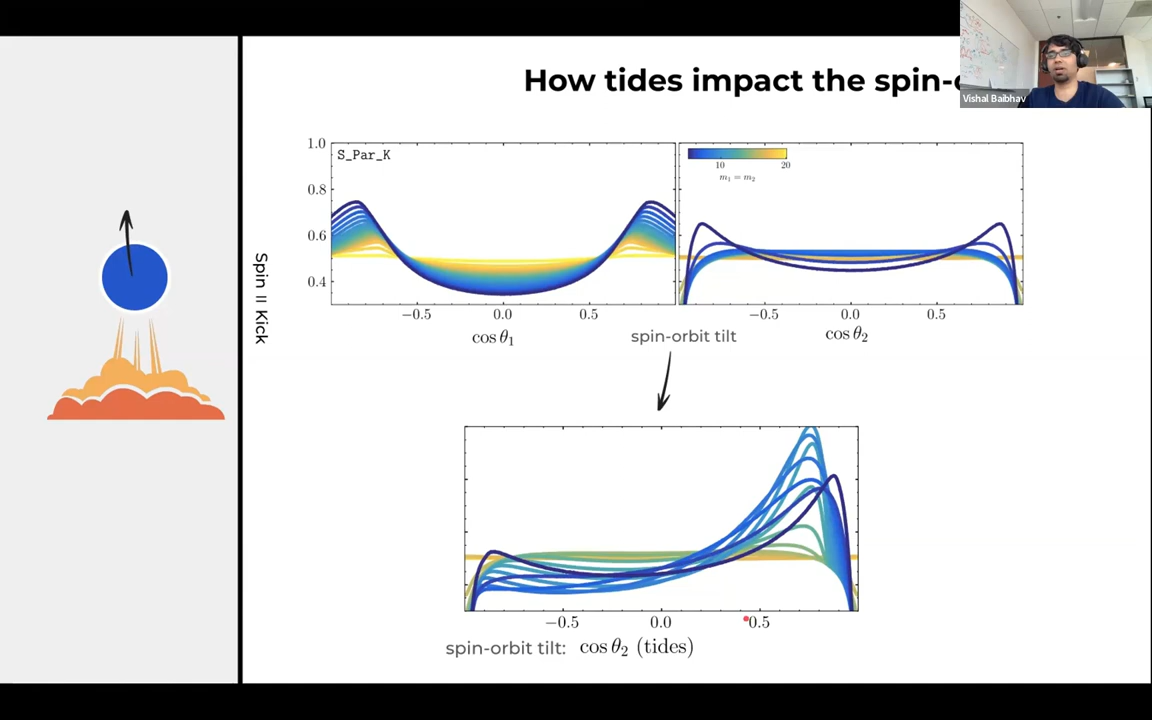 How tides impact the spin-
Vishal Baibhav
Spin II Kick
S_Par_K
1.0
0.8
0.6
0.4
−0.5 0.0 0.5
cos θ₁
10 20
m₁ = m₂
−0.5 0.0 0.5
cos θ₂
spin-orbit tilt
−0.5 0.0 0.5
spin-orbit tilt: cos θ₂ (tides)